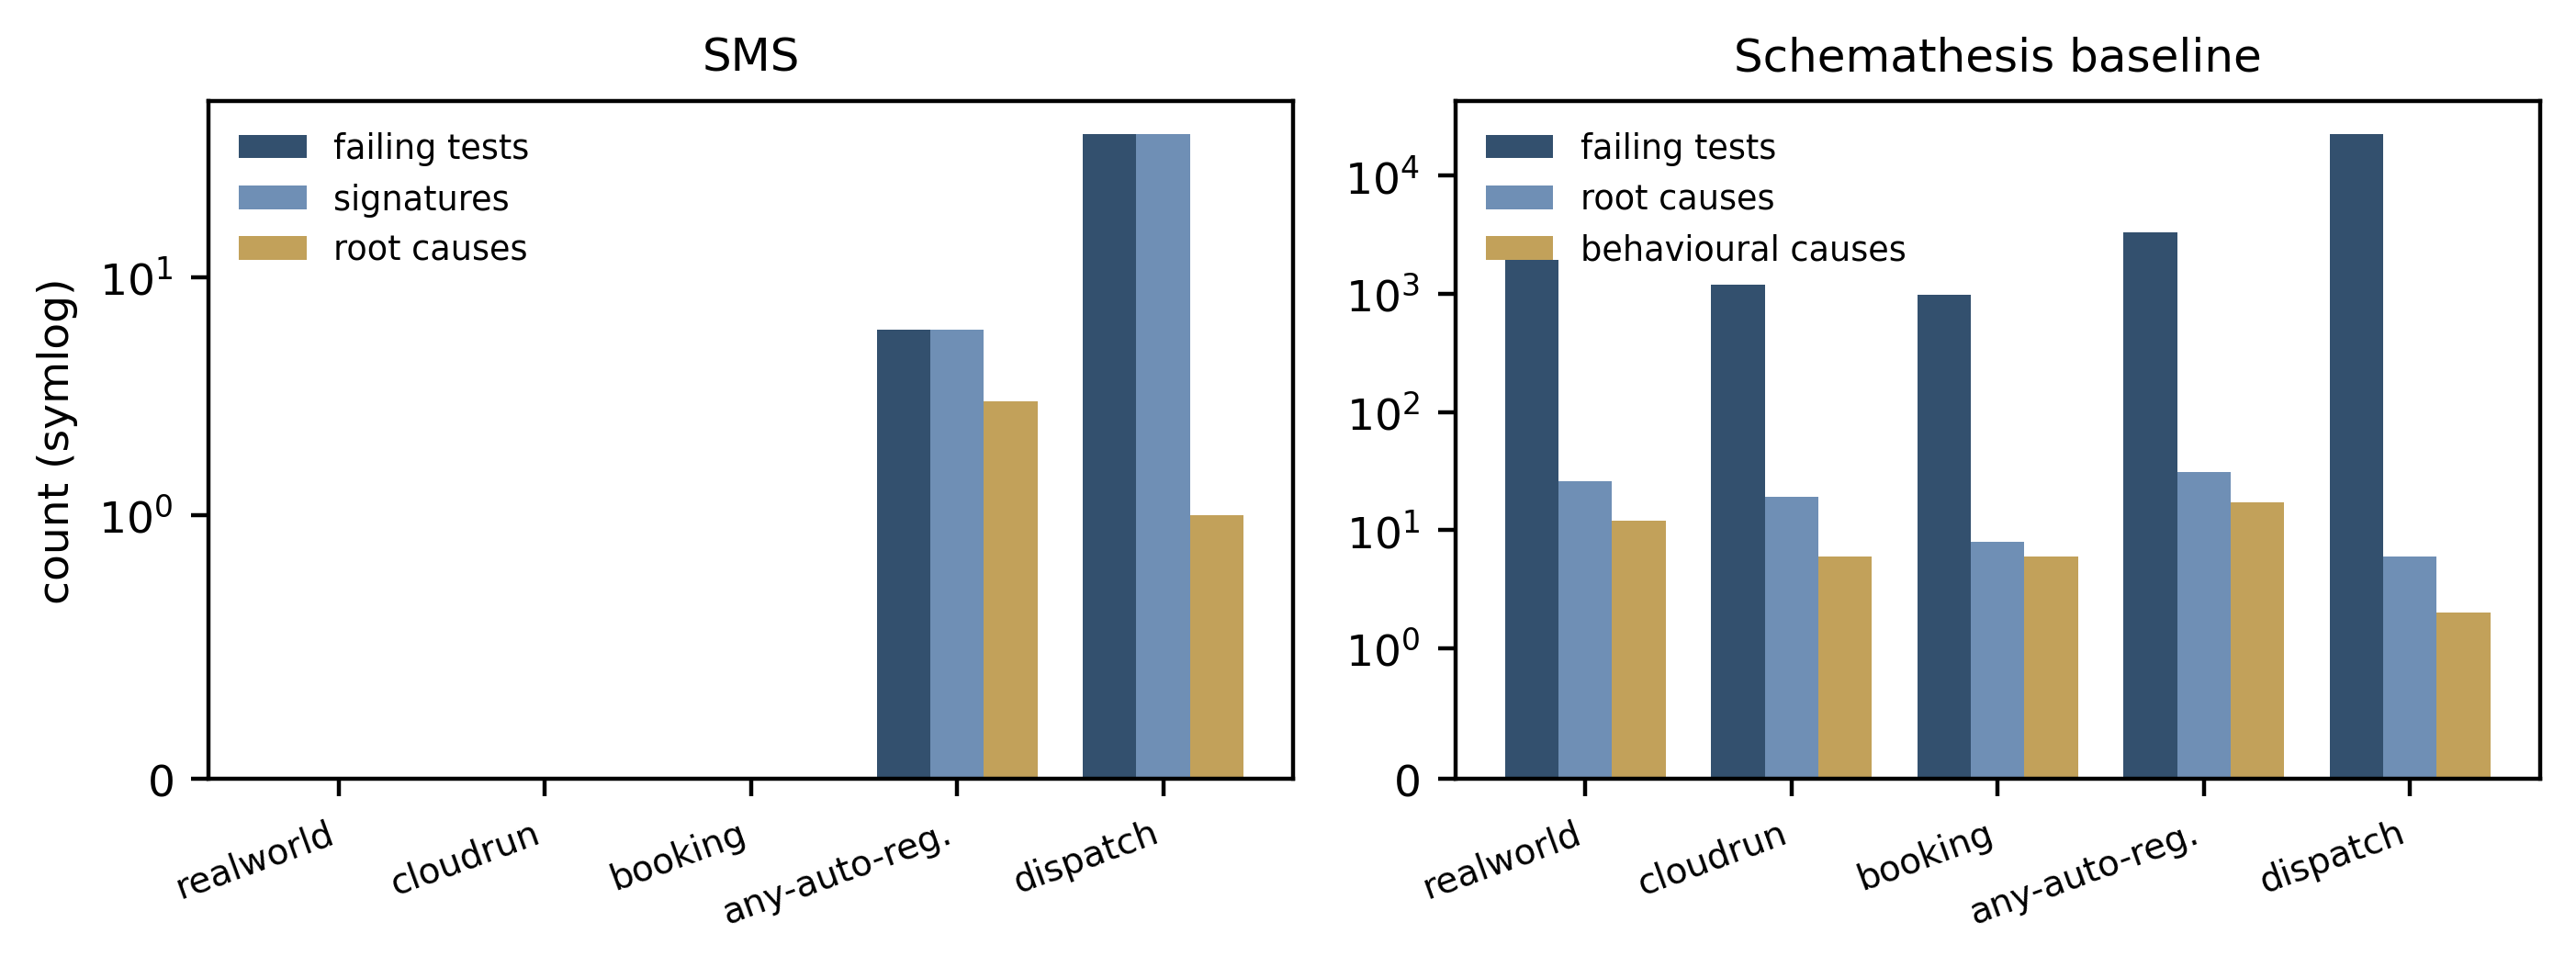 SMS
failing tests
signatures
root causes
count (symlog)
10¹
10⁰
0
realworld
cloudrun
booking
any-auto-reg.
dispatch
Schemathesis baseline
failing tests
root causes
behavioural causes
10⁴
10³
10²
10¹
10⁰
0
realworld
cloudrun
booking
any-auto-reg.
dispatch